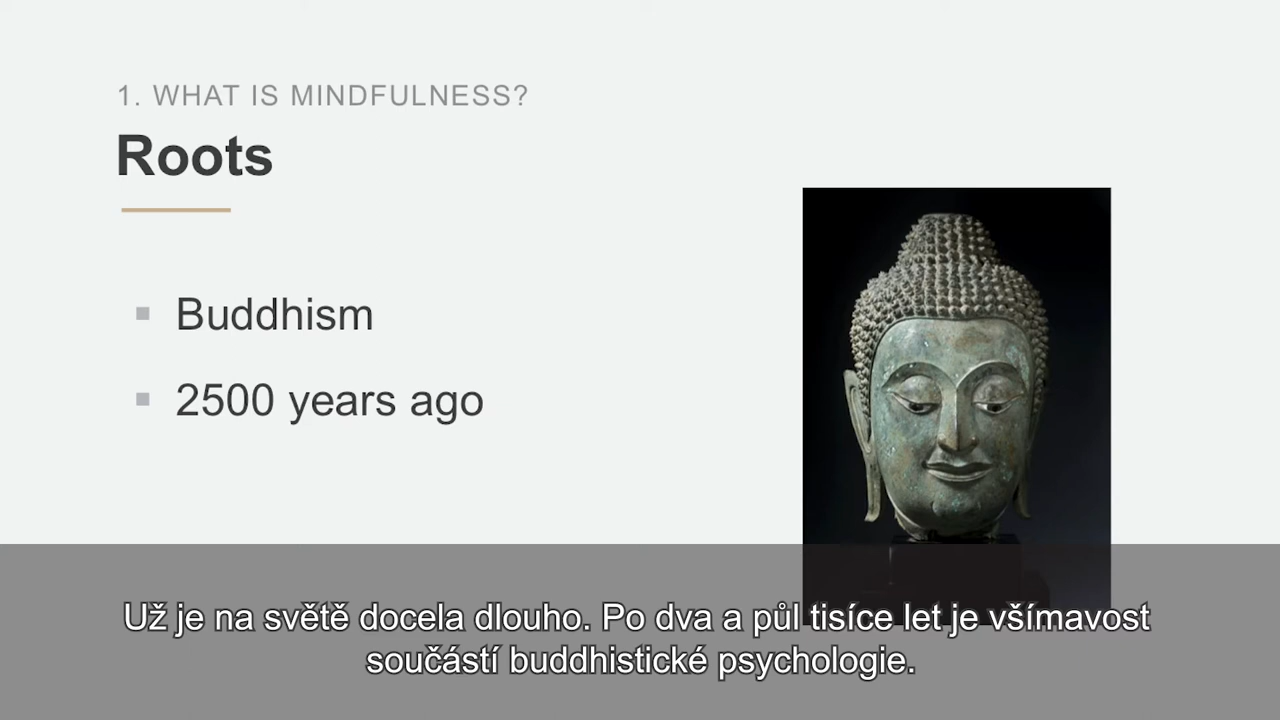 1. WHAT IS MINDFULNESS?
Roots
Buddhism
2500 years ago
Už je na světě docela dlouho. Po dva a půl tisíce let je všímavost
součástí buddhistické psychologie.